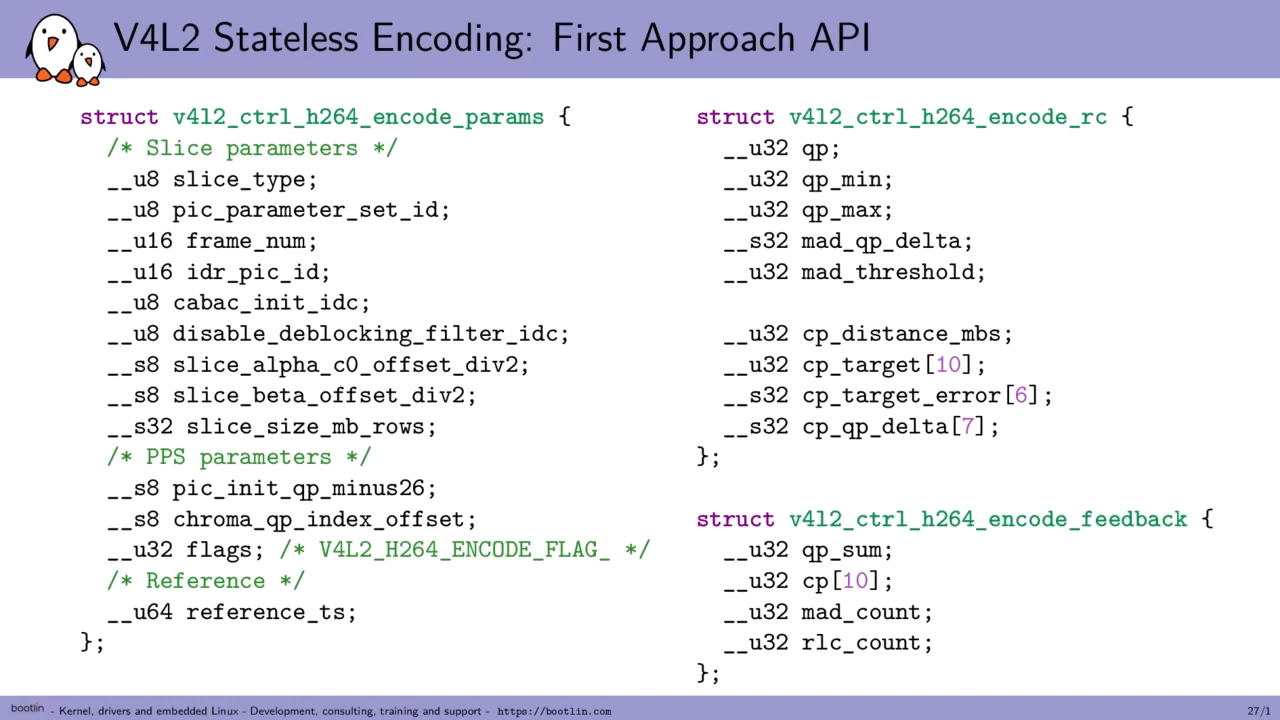 V4L2 Stateless Encoding: First Approach API
struct v4l2_ctrl_h264_encode_params {
/* Slice parameters */
__u8 slice_type;
__u8 pic_parameter_set_id;
__u16 frame_num;
__u16 idr_pic_id;
__u8 cabac_init_idc;
__u8 disable_deblocking_filter_idc;
__s8 slice_alpha_c0_offset_div2;
__s8 slice_beta_offset_div2;
__s32 slice_size_mb_rows;
/* PPS parameters */
__s8 pic_init_qp_minus26;
__s8 chroma_qp_index_offset;
__u32 flags; /* V4L2_H264_ENCODE_FLAG_ */
/* Reference */
__u64 reference_ts;
};
struct v4l2_ctrl_h264_encode_rc {
__u32 qp;
__u32 qp_min;
__u32 qp_max;
__s32 mad_qp_delta;
__u32 mad_threshold;
__u32 cp_distance_mbs;
__u32 cp_target[10];
__s32 cp_target_error[6];
__s32 cp_qp_delta[7];
};
struct v4l2_ctrl_h264_encode_feedback {
__u32 qp_sum;
__u32 cp[10];
__u32 mad_count;
__u32 rlc_count;
};
bootlin - Kernel, drivers and embedded Linux - Development, consulting, training and support - https://bootlin.com
27/1